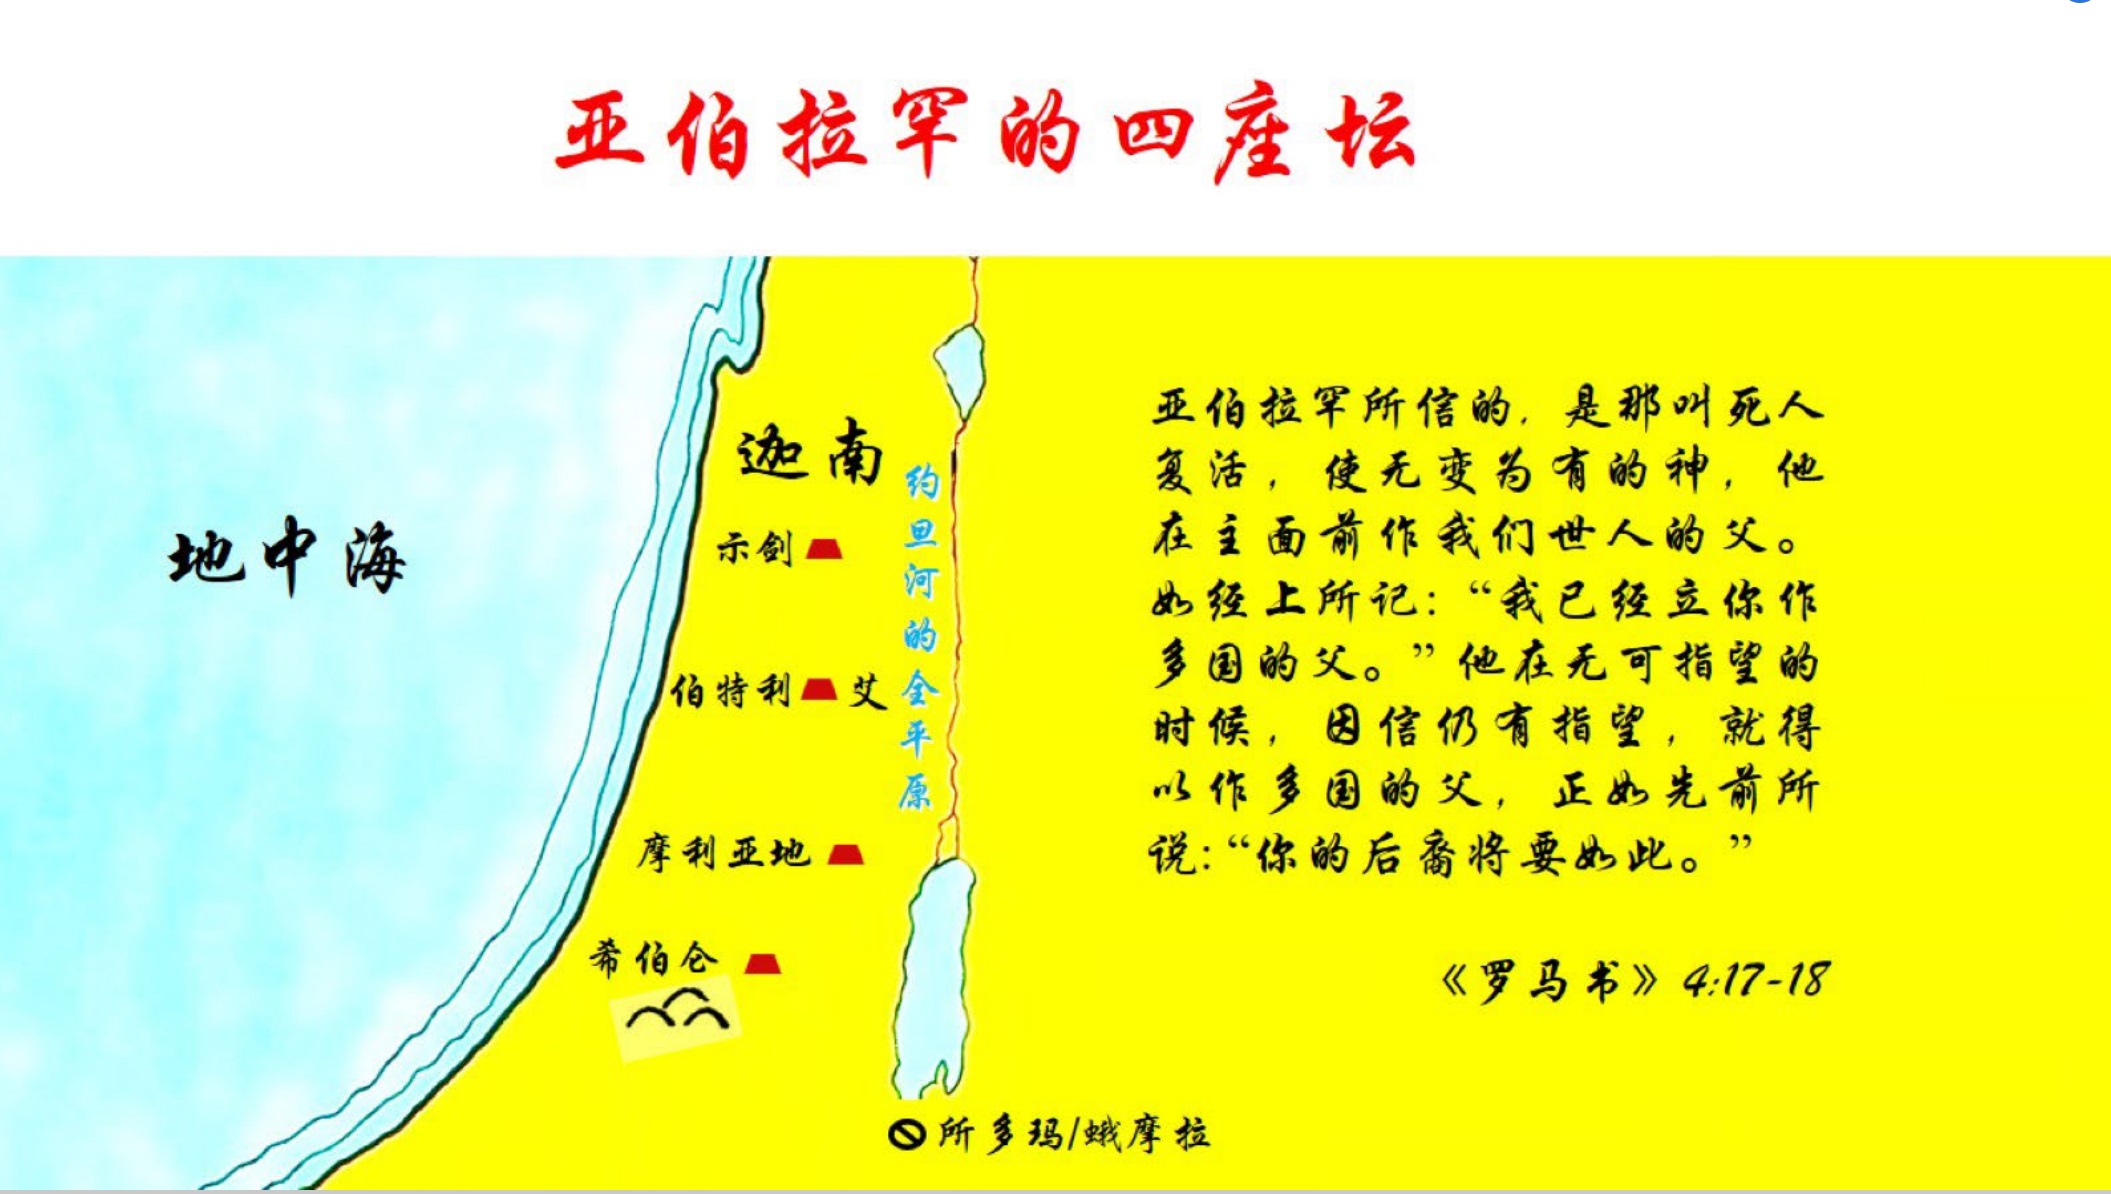 亚伯拉罕的四座坛
迦南
约旦河的全平原
地中海
示剑
伯特利
艾
摩利亚地
希伯仑
所多玛/蛾摩拉
亚伯拉罕所信的，是那叫死人
复活，使无变为有的神，他
在主面前作我们世人的父。
如经上所记：“我已经立你作
多国的父。”他在无可指望的
时候，因信仍有指望，就得
以作多国的父，正如先前所
说：“你的后裔将要如此。”
《罗马书》4:17-18